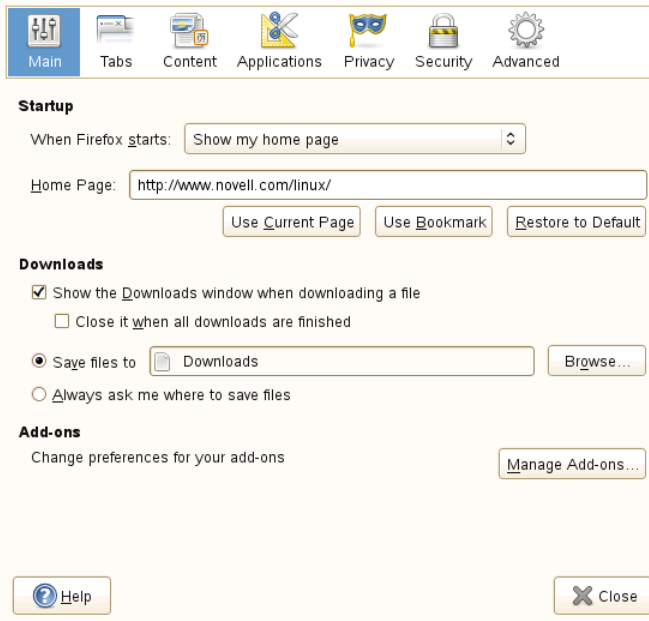 Main Tabs Content Applications Privacy Security Advanced
Startup
When Firefox starts: Show my home page
Home Page: http://www.novell.com/linux/
Use Current Page Use Bookmark Restore to Default
Downloads
Show the Downloads window when downloading a file
Close it when all downloads are finished
Save files to Downloads Browse...
Always ask me where to save files
Add-ons
Change preferences for your add-ons
Manage Add-ons...
Help Close